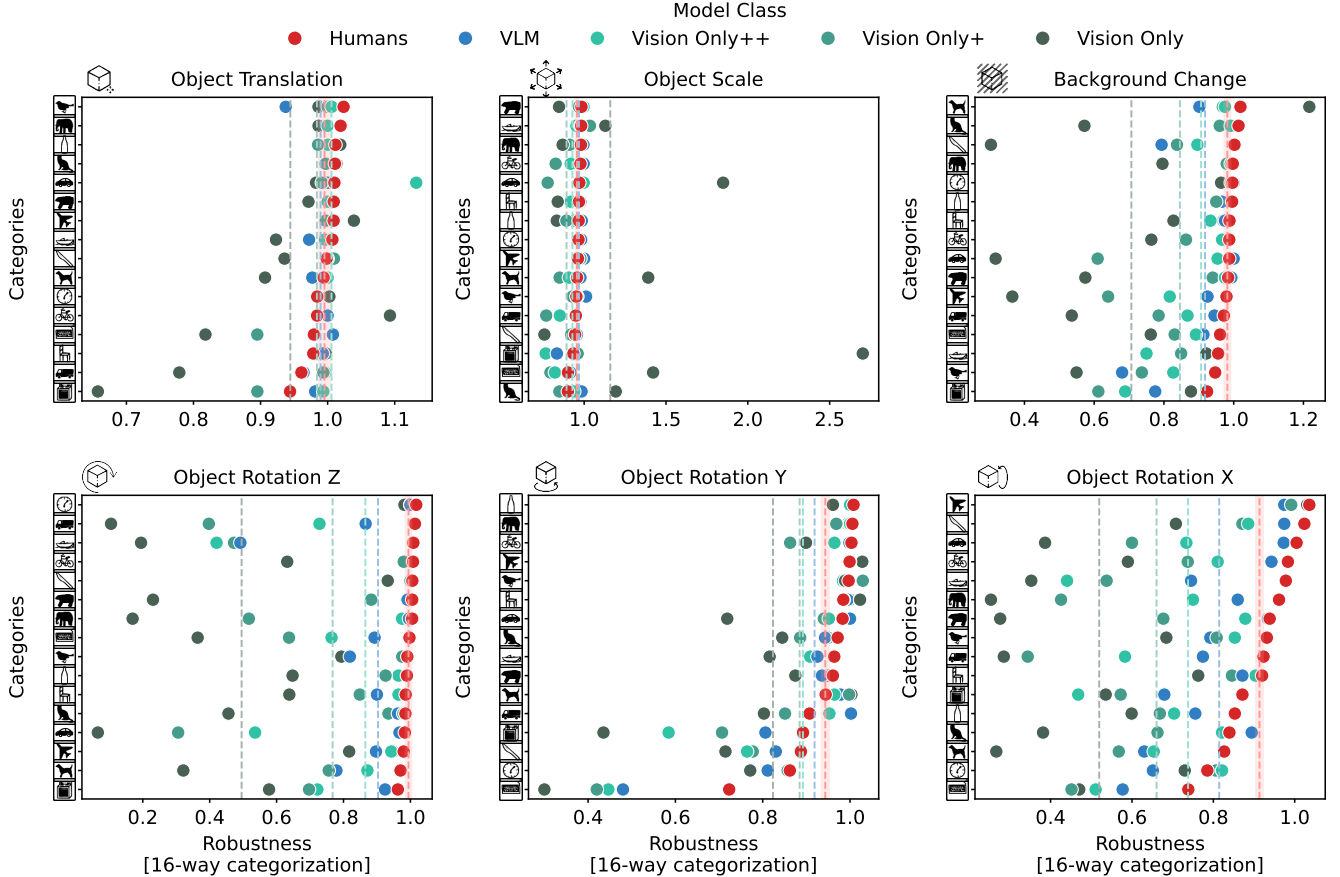 Model Class
Humans VLM Vision Only++ Vision Only+ Vision Only
Object Translation Object Scale Background Change
Categories Categories Categories
0.7 0.8 0.9 1.0 1.1 1.0 1.5 2.0 2.5 0.4 0.6 0.8 1.0 1.2
Object Rotation Z Object Rotation Y Object Rotation X
Categories Categories Categories
0.2 0.4 0.6 0.8 1.0 0.4 0.6 0.8 1.0 0.4 0.6 0.8 1.0
Robustness Robustness Robustness
[16-way categorization] [16-way categorization] [16-way categorization]